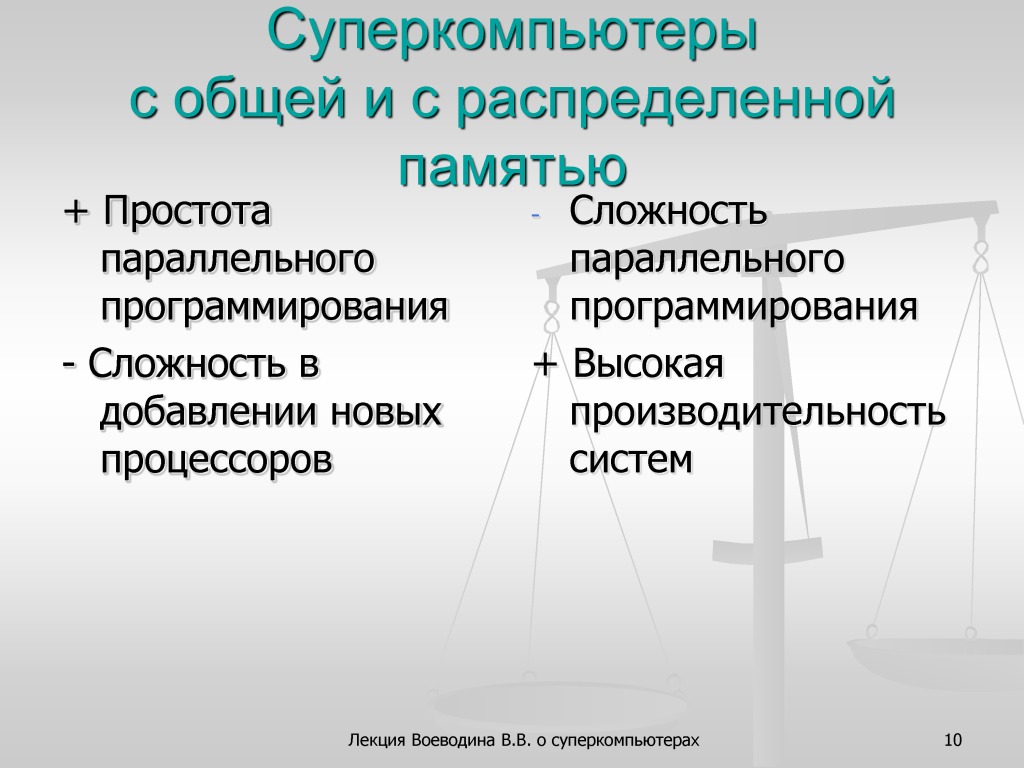 Суперкомпьютеры
с общей и с распределенной
памятью
+ Простота
параллельного
программирования
- Сложность в
добавлении новых
процессоров
- Сложность
параллельного
программирования
+ Высокая
производительность
систем
Лекция Воеводина В.В. о суперкомпьютерах
10